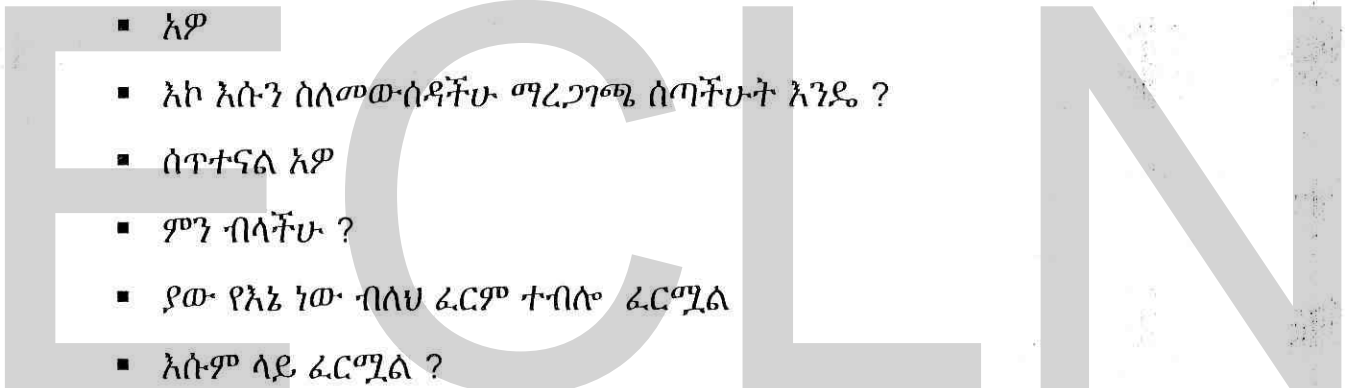 ▪ አዎ
▪ እኮ እሱን ስለመውሰዳችሁ ማረጋገጫ ሰጣችሁት እንዴ ?
▪ ሰጥተናል አዎ
▪ ምን ብላችሁ ?
▪ ያው የእኔ ነው ብለህ ፈርም ተብሎ ፈርሟል
▪ እሱም ላይ ፈርሟል ?
ECLN